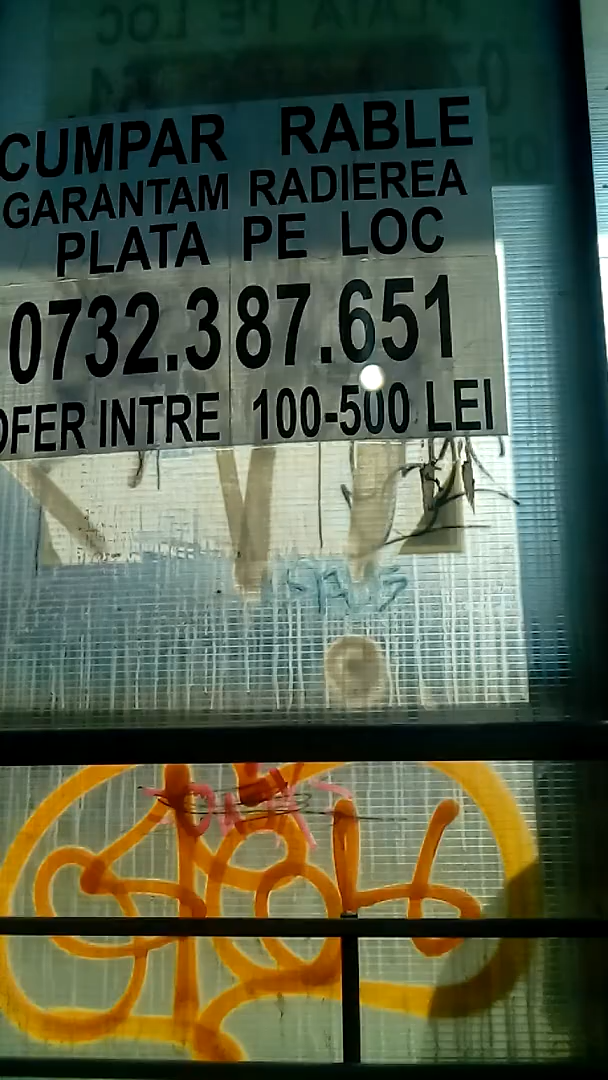 CUMPAR RABLE
GARANTAM RADIEREA
PLATA PE LOC
0732.387.651
OFER INTRE 100-500 LEI